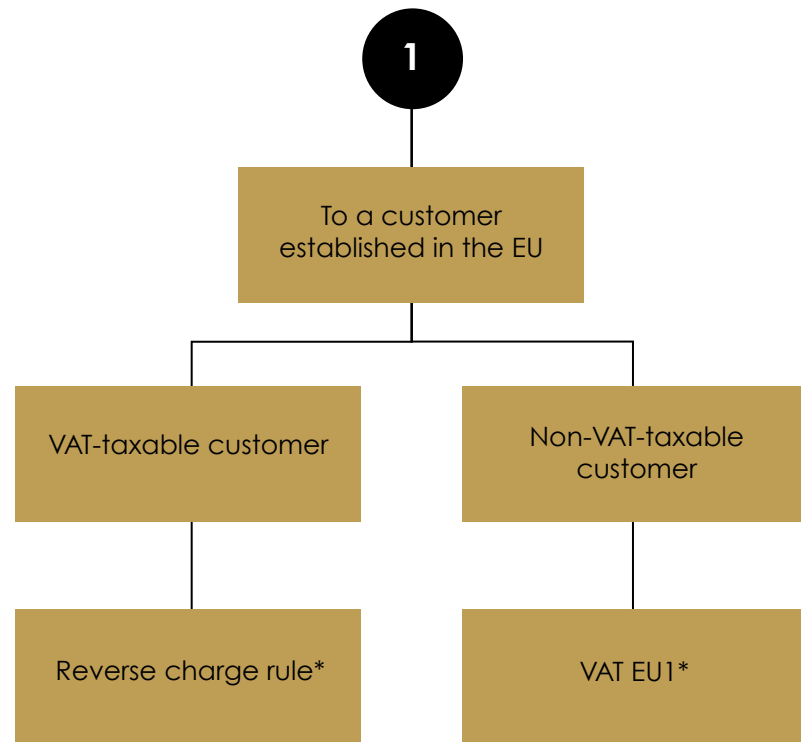 1
To a customer
established in the EU
VAT-taxable customer
Non-VAT-taxable
customer
Reverse charge rule*
VAT EU1*